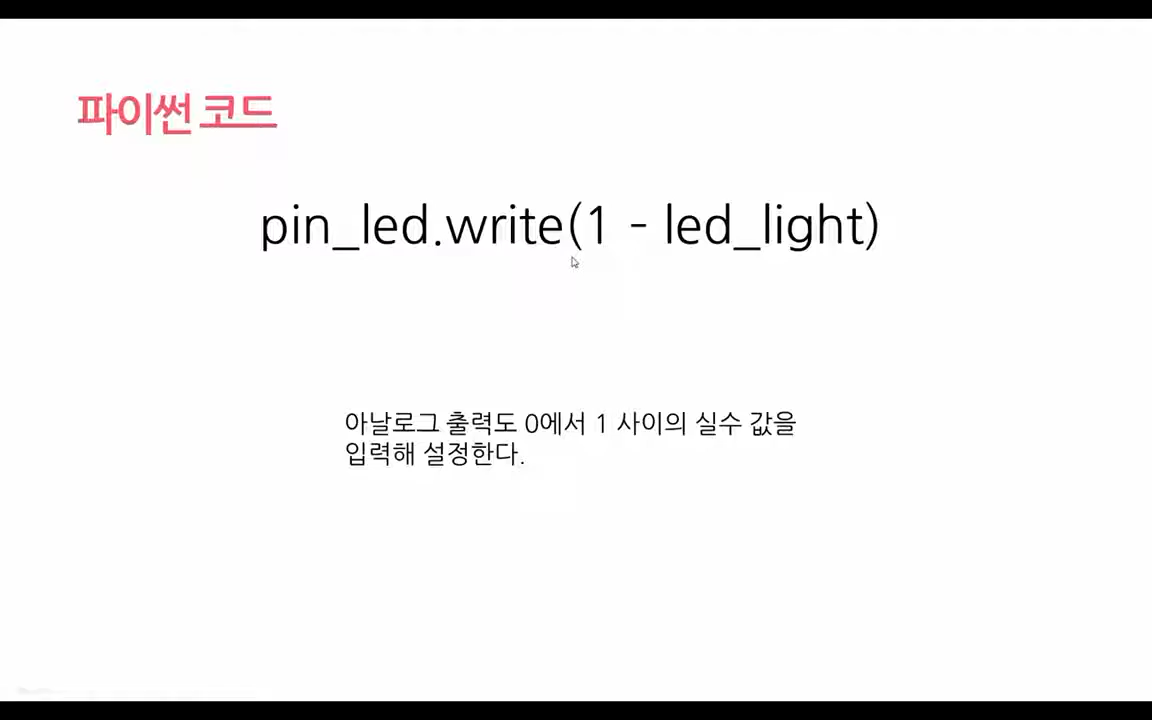 파이썬 코드
pin_led.write(1 - led_light)
아날로그 출력도 0에서 1 사이의 실수 값을
입력해 설정한다.